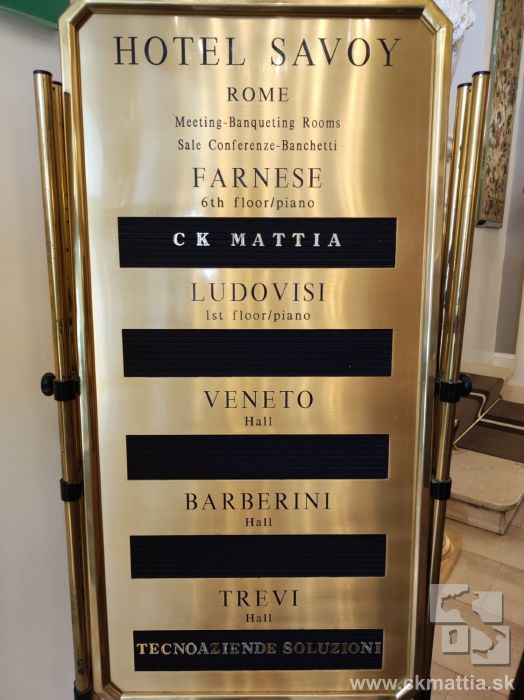 HOTEL SAVOY
ROME
Meeting-Banqueting Rooms
Sale Conferenze-Banchetti
FARNESE
6th floor/piano
CK MATTIA
LUDOVISI
1st floor/piano
VENETO
Hall
BARBERINI
Hall
TREVI
Hall
TECNOAZIENDE SOLUZIONI
www.ckmattia.sk